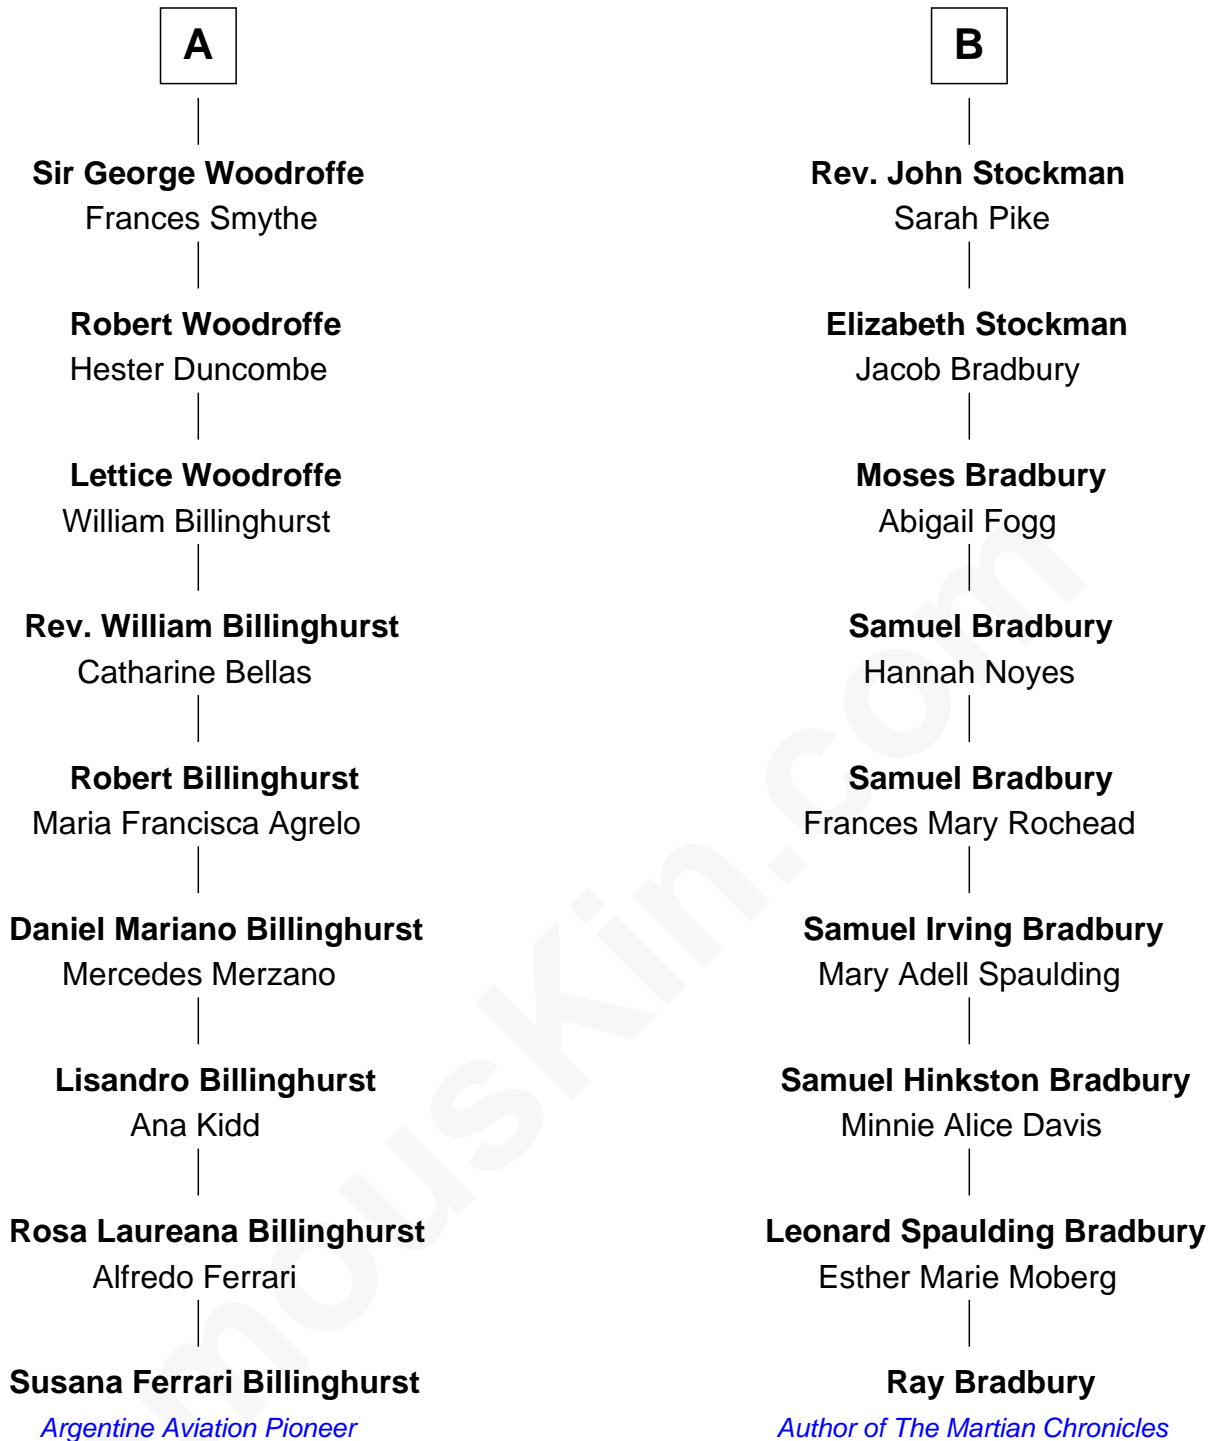 A
Sir George Woodroffe
Frances Smythe
Robert Woodroffe
Hester Duncombe
Lettice Woodroffe
William Billinghurst
Rev. William Billinghurst
Catharine Bellas
Robert Billinghurst
Maria Francisca Agrelo
Daniel Mariano Billinghurst
Mercedes Merzano
Lisandro Billinghurst
Ana Kidd
Rosa Laureana Billinghurst
Alfredo Ferrari
Susana Ferrari Billinghurst
Argentine Aviation Pioneer
B
Rev. John Stockman
Sarah Pike
Elizabeth Stockman
Jacob Bradbury
Moses Bradbury
Abigail Fogg
Samuel Bradbury
Hannah Noyes
Samuel Bradbury
Frances Mary Rochead
Samuel Irving Bradbury
Mary Adell Spaulding
Samuel Hinkston Bradbury
Minnie Alice Davis
Leonard Spaulding Bradbury
Esther Marie Moberg
Ray Bradbury
Author of The Martian Chronicles
mouskin.com